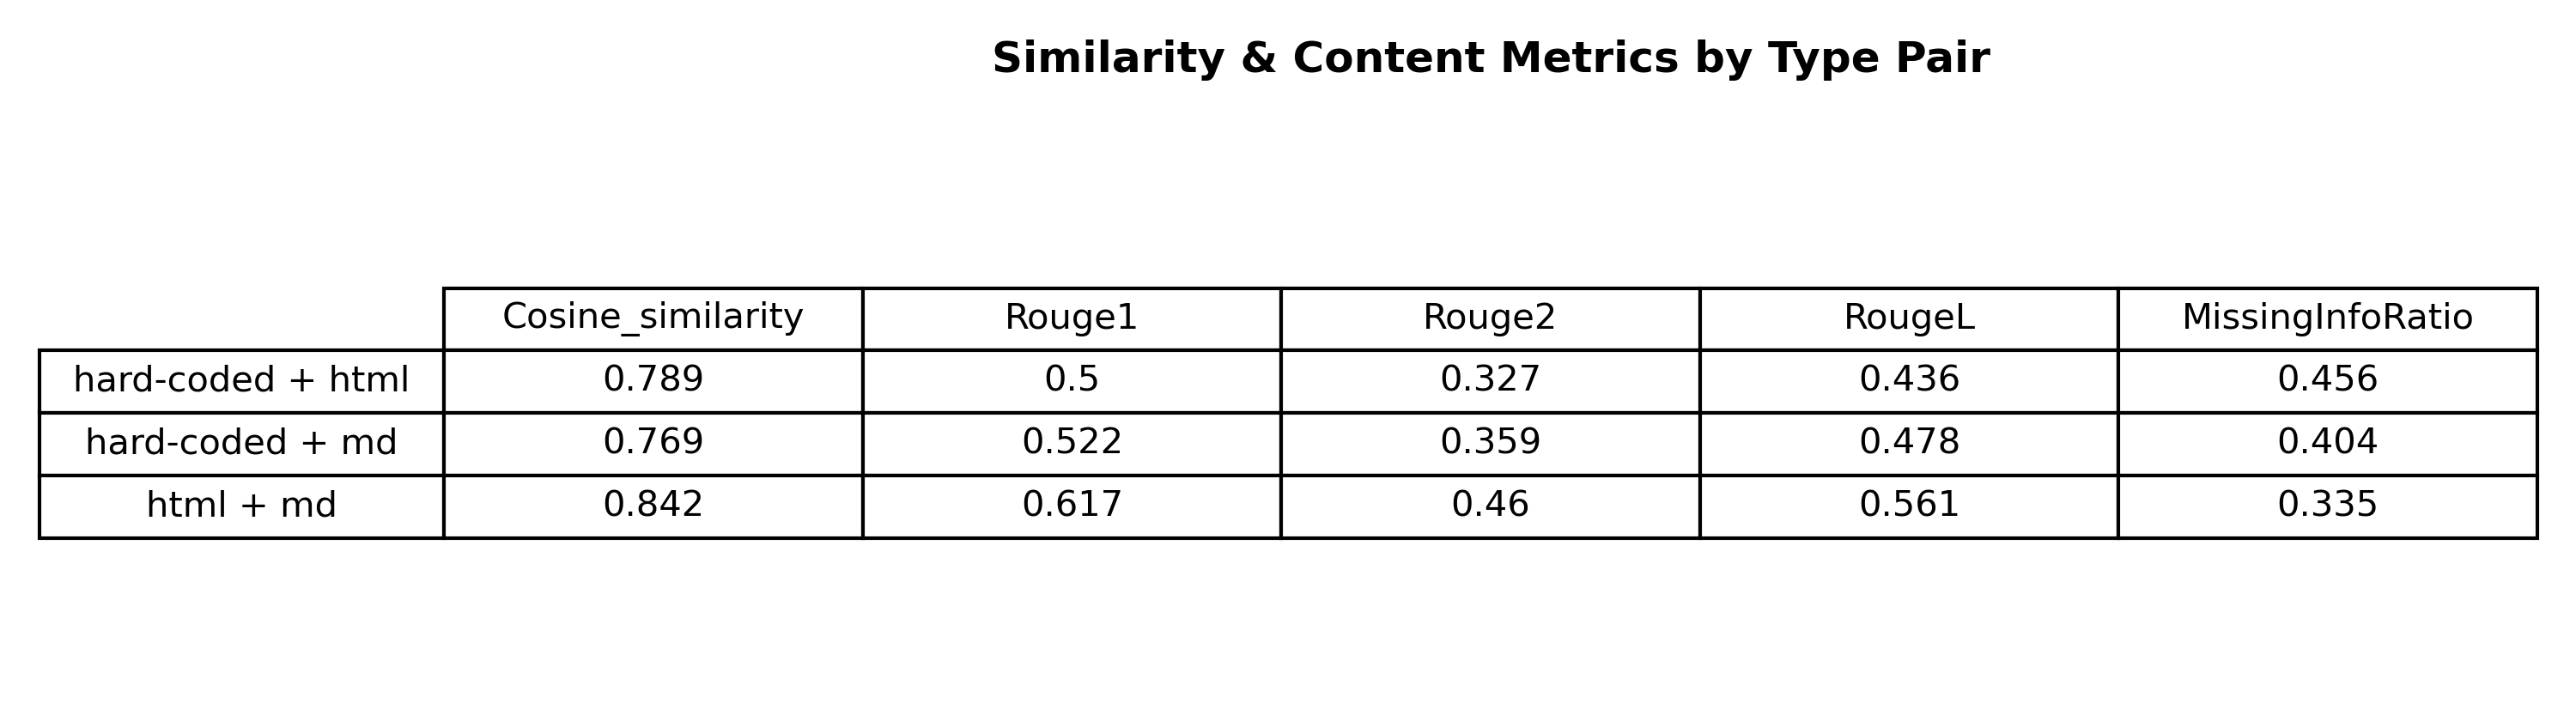 Similarity & Content Metrics by Type Pair
Cosine_similarity Rouge1 Rouge2 RougeL MissingInfoRatio
hard-coded + html 0.789 0.5 0.327 0.436 0.456
hard-coded + md 0.769 0.522 0.359 0.478 0.404
html + md 0.842 0.617 0.46 0.561 0.335